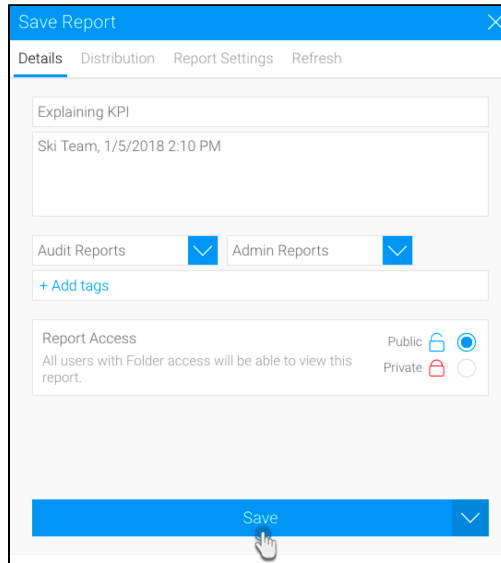 Save Report
Details Distribution Report Settings Refresh
Explaining KPI
Ski Team, 1/5/2018 2:10 PM
Audit Reports Admin Reports
+ Add tags
Report Access
Public
All users with Folder access will be able to view this
Private
report.
Save